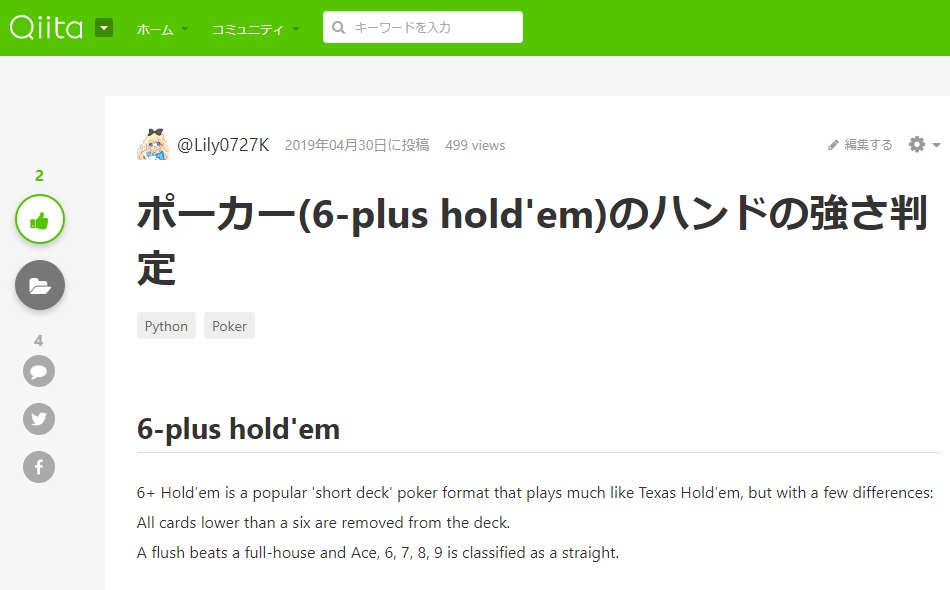 Qiita ホーム コミュニティ キーワードを入力
@Lily0727K 2019年04月30日に投稿 499 views 編集する
2
ポーカー(6-plus hold'em)のハンドの強さ判
定
Python Poker
4
6-plus hold'em
6+ Hold’em is a popular 'short deck' poker format that plays much like Texas Hold’em, but with a few differences:
All cards lower than a six are removed from the deck.
A flush beats a full-house and Ace, 6, 7, 8, 9 is classified as a straight.